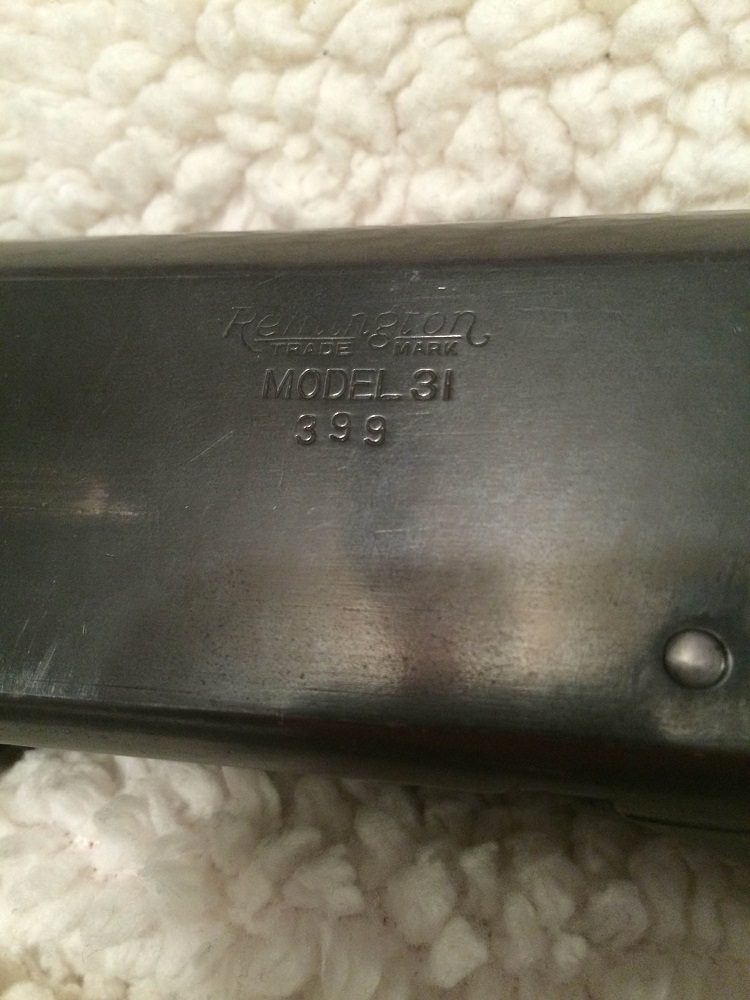 Remington
TRADE MARK
MODEL 31
399